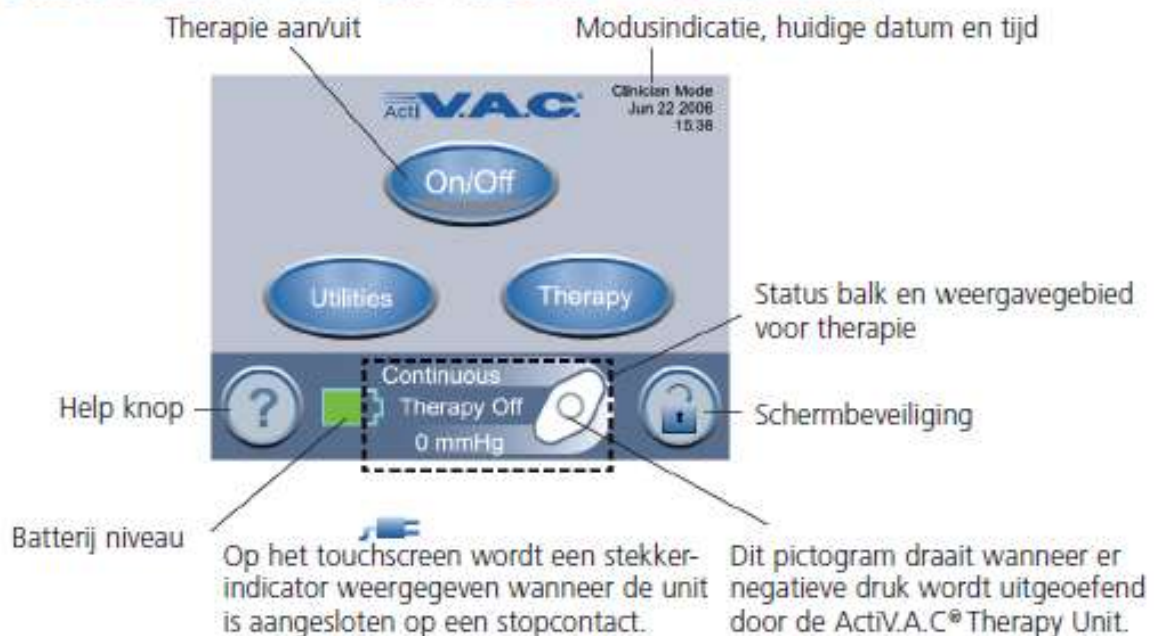 Therapie aan/uit
Modusindicatie, huidige datum en tijd
Acti V.A.C.®
Clinician Mode
Jun 22 2006
15:38
On/Off
Utilities
Therapy
Status balk en weergavegebied
voor therapie
Help knop
?
Continuous
Therapy Off
0 mmHg
Schermbeveiliging
Batterij niveau
Op het touchscreen wordt een stekker-
indicator weergegeven wanneer de unit
is aangesloten op een stopcontact.
Dit pictogram draait wanneer er
negatieve druk wordt uitgeoefend
door de ActiV.A.C® Therapy Unit.